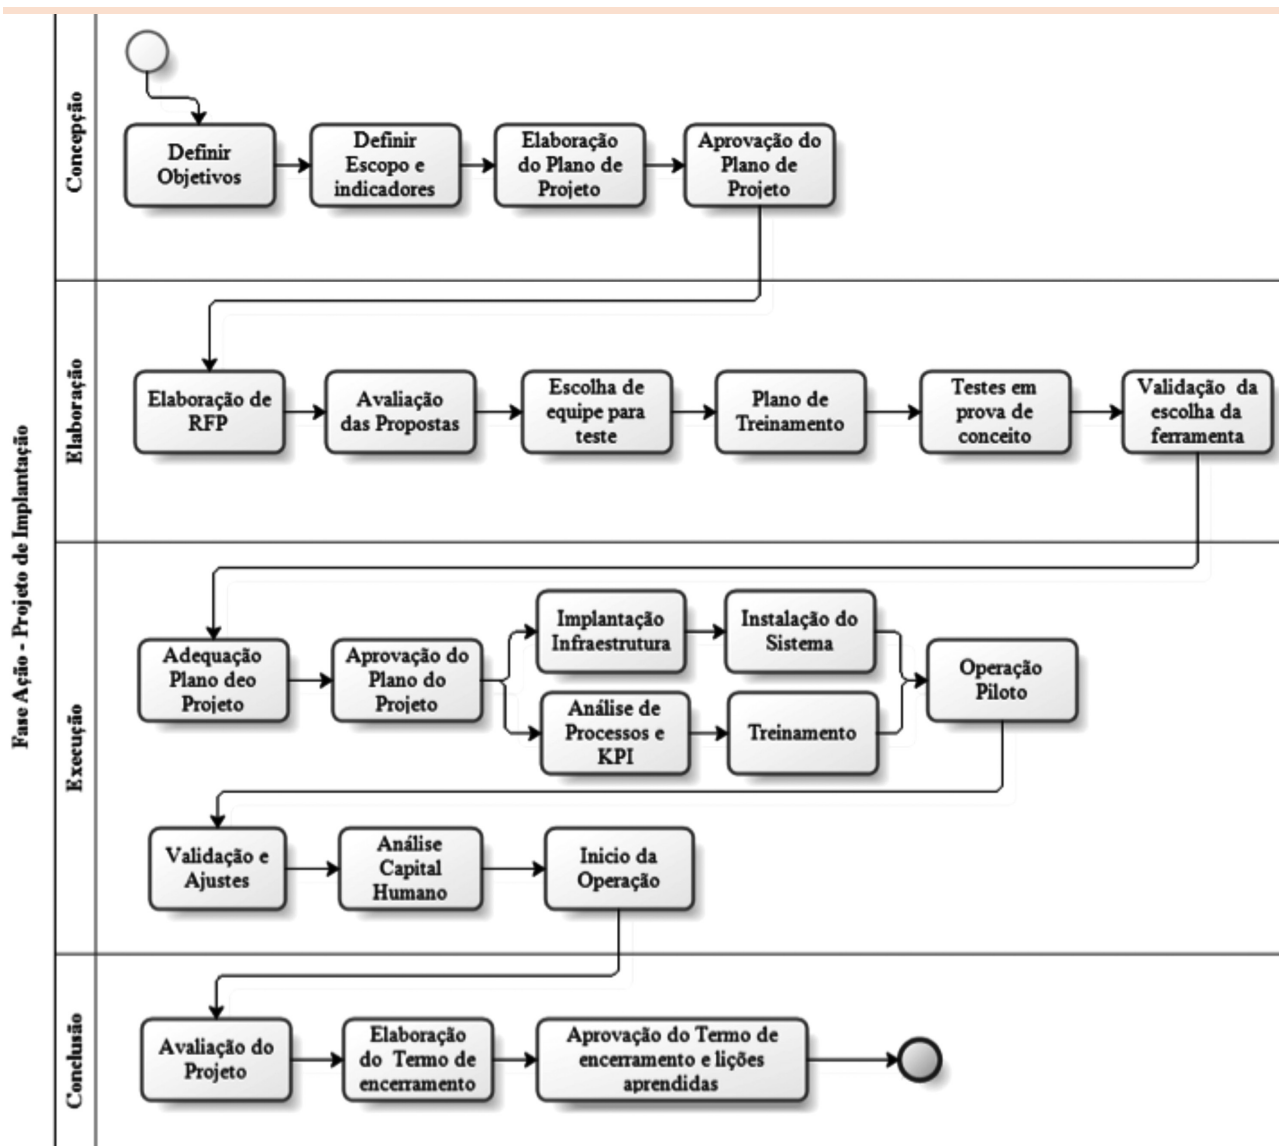 Fase Ação - Projeto de Implantação
Concepção
Definir
Objetivos
Definir
Escopo e
indicadores
Elaboração
do Plano de
Projeto
Aprovação do
Plano de
Projeto
Elaboração
Elaboração de
RFP
Avaliação
das Propostas
Escolha de
equipe para
teste
Plano de
Treinamento
Testes em
prova de
conceito
Validação da
escolha da
ferramenta
Execução
Adequação
Plano deo
Projeto
Aprovação do
Plano do
Projeto
Implantação
Infraestrutura
Instalação do
Sistema
Análise de
Processos e
KPI
Treinamento
Operação
Piloto
Validação e
Ajustes
Análise
Capital
Humano
Inicio da
Operação
Conclusão
Avaliação do
Projeto
Elaboração
do Termo de
encerramento
Aprovação do Termo de
encerramento e lições
aprendidas